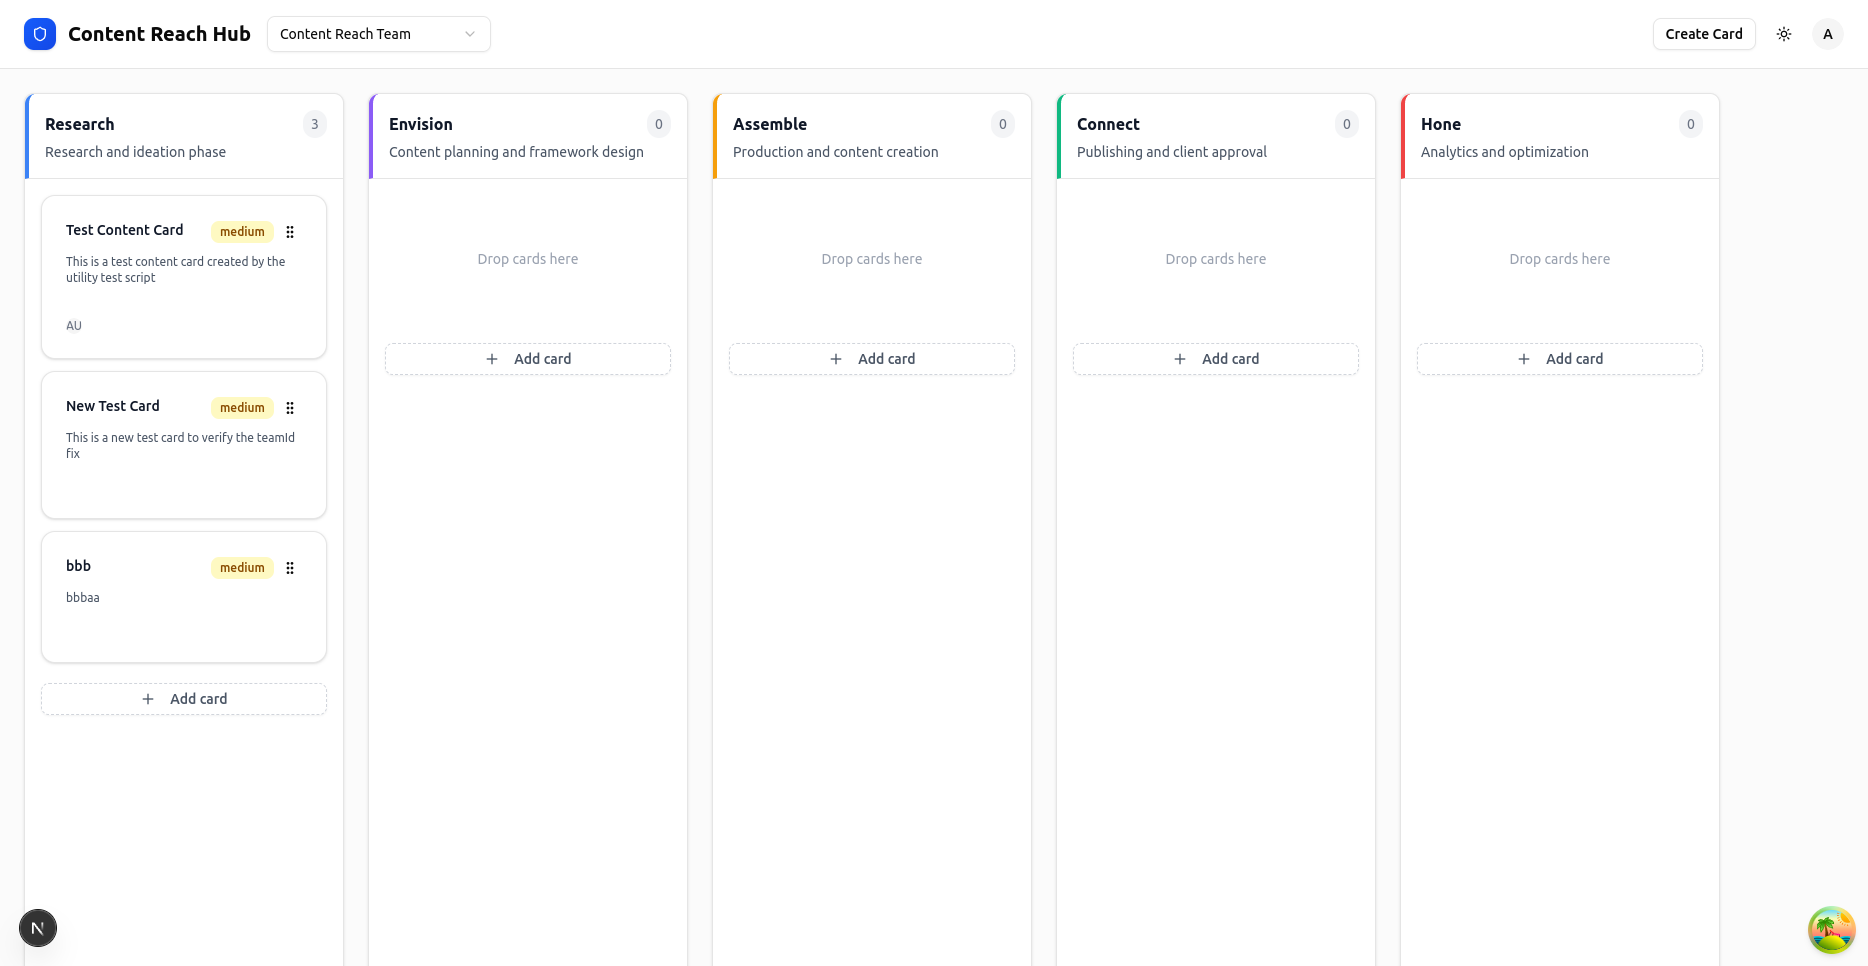 Content Reach Hub
Content Reach Team
Create Card
A
Research
3
Research and ideation phase
Test Content Card
medium
This is a test content card created by the
utility test script
AU
New Test Card
medium
This is a new test card to verify the teamId
fix
bbb
medium
bbbaa
Add card
Envision
0
Content planning and framework design
Drop cards here
Add card
Assemble
0
Production and content creation
Drop cards here
Add card
Connect
0
Publishing and client approval
Drop cards here
Add card
Hone
0
Analytics and optimization
Drop cards here
Add card
N